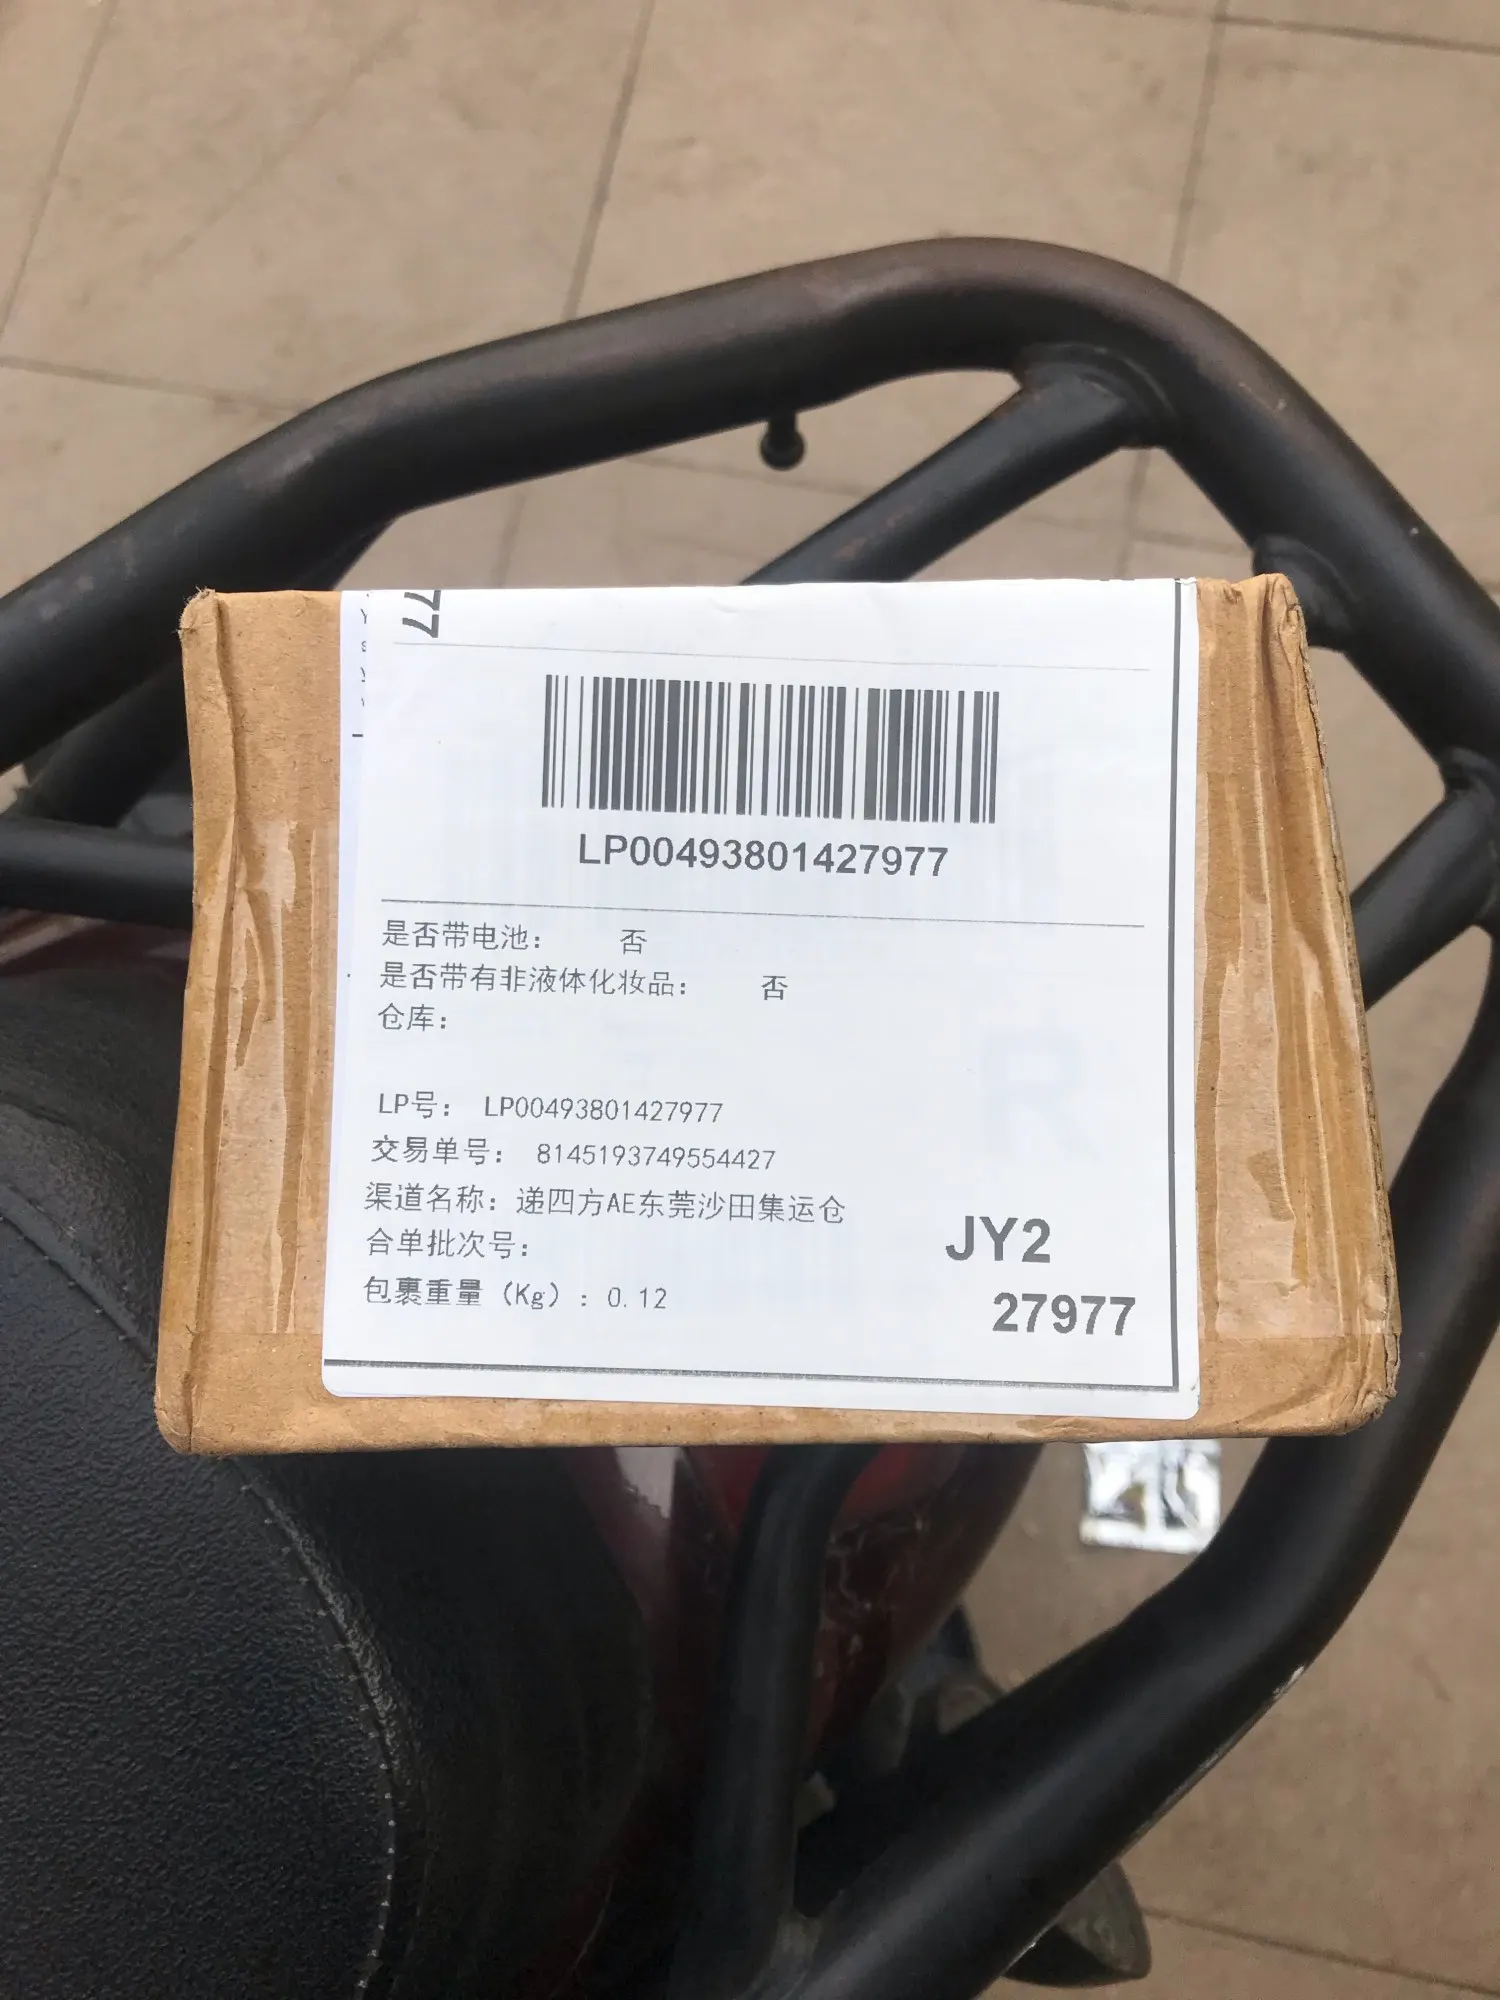 77
LP00493801427977
是否带电池： 否
是否带有非液体化妆品： 否
仓库：
LP号： LP00493801427977
交易单号： 8145193749554427
渠道名称：递四方AE东莞沙田集运仓
合单批次号：
包裹重量（Kg）：0.12
JY2
27977